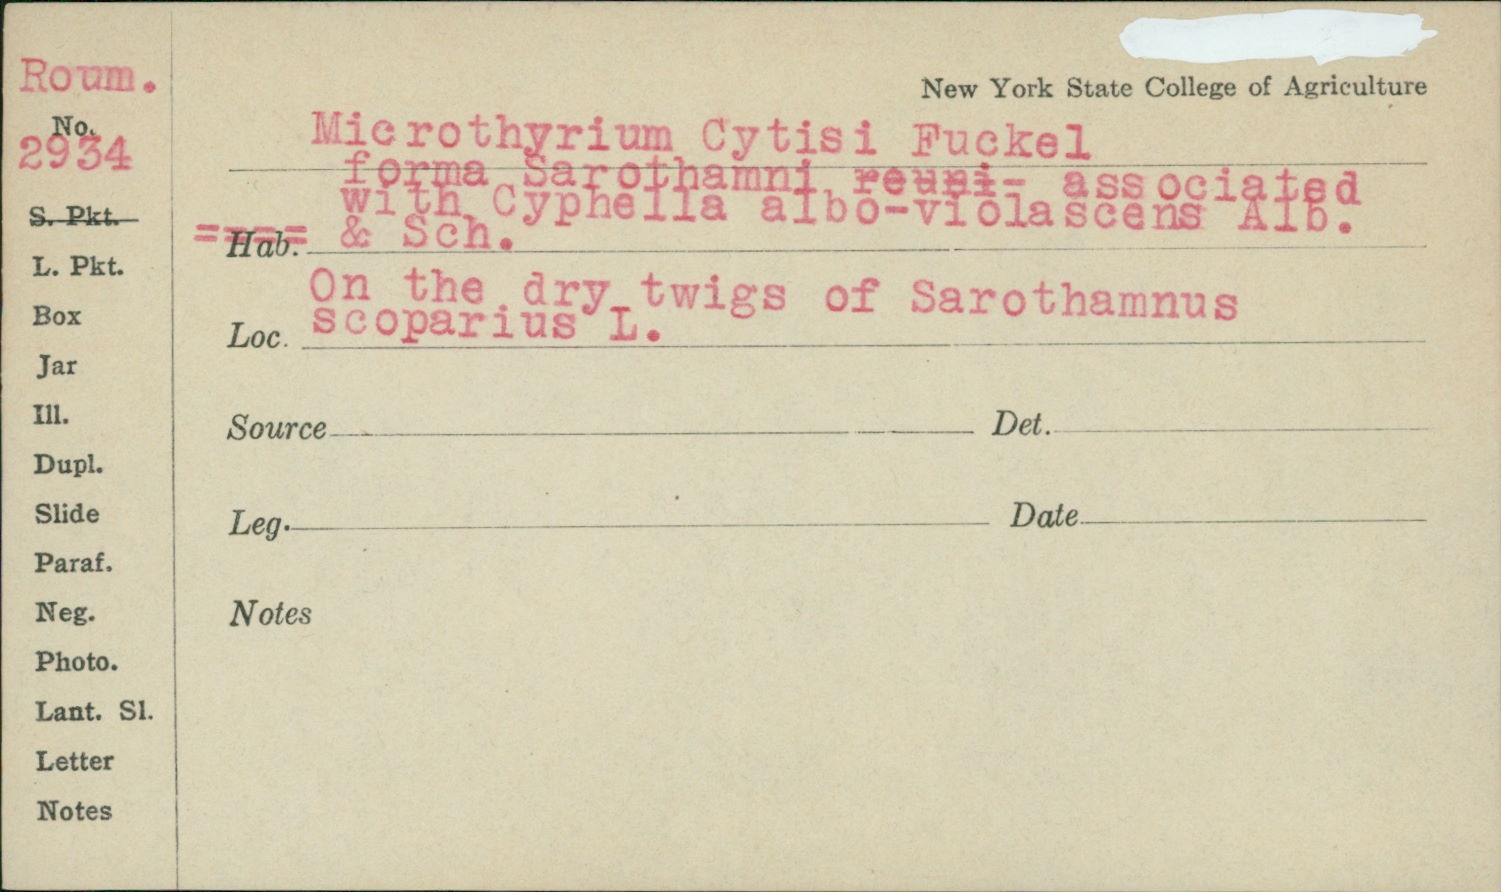 Roum.
No.
2934
S. Pkt.
L. Pkt.
Box
Jar
Ill.
Dupl.
Slide
Paraf.
Neg.
Photo.
Lant. Sl.
Letter
Notes
New York State College of Agriculture
Microthyrium Cytisi Fuckel
forma Sarothamni reuni- associated
with Cyphella albo-violascens Alb.
==== & Sch.
Hab.
On the dry twigs of Sarothamnus
scoparius L.
Loc.
Source
Det.
Leg.
Date
Notes